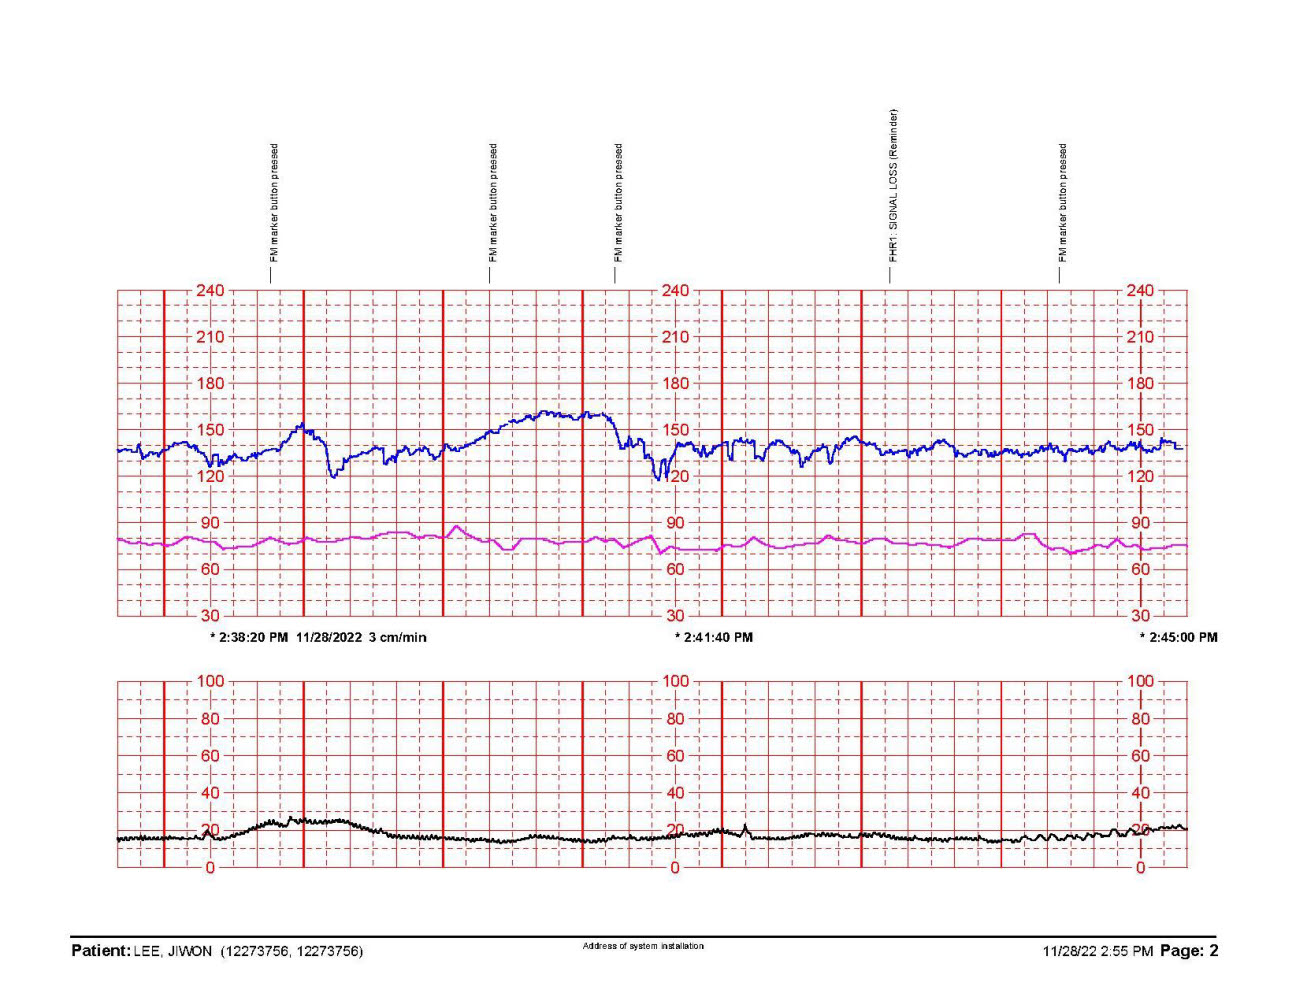 FM marker button pressed
FM marker button pressed
FM marker button pressed
FHR1: SIGNAL LOSS (Reminder)
FM marker button pressed
240 240 240
210 210 210
180 180 180
150 150 150
120 120 120
90 90 90
60 60 60
30 30 30
* 2:38:20 PM 11/28/2022 3 cm/min * 2:41:40 PM * 2:45:00 PM
100 100 100
80 80 80
60 60 60
40 40 40
20 20 20
0 0 0
Patient: LEE, JIWON (12273756, 12273756) Address of system installation 11/28/22 2:55 PM Page: 2